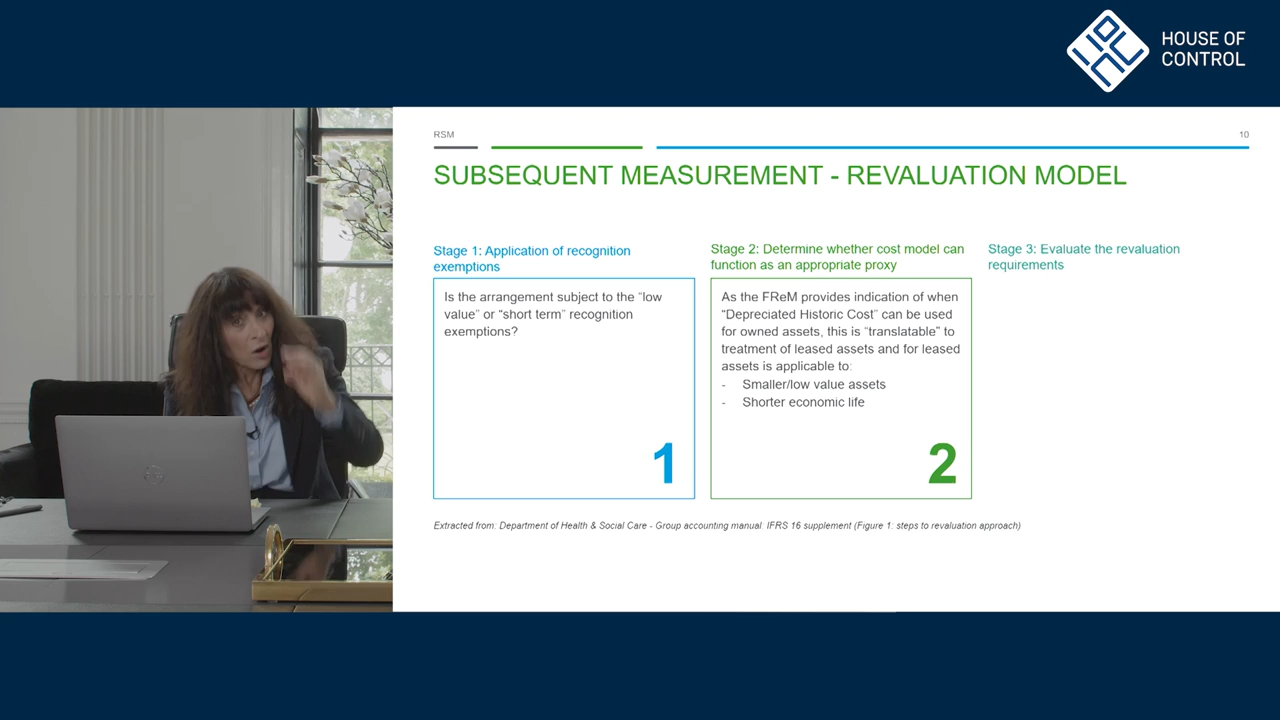 HOUSE OF
CONTROL
RSM
10
SUBSEQUENT MEASUREMENT - REVALUATION MODEL
Stage 1: Application of recognition
exemptions
Is the arrangement subject to the “low
value” or “short term” recognition
exemptions?
1
Stage 2: Determine whether cost model can
function as an appropriate proxy
As the FReM provides indication of when
“Depreciated Historic Cost” can be used
for owned assets, this is “translatable” to
treatment of leased assets and for leased
assets is applicable to:
- Smaller/low value assets
- Shorter economic life
2
Stage 3: Evaluate the revaluation
requirements
Extracted from: Department of Health & Social Care - Group accounting manual: IFRS 16 supplement (Figure 1: steps to revaluation approach)